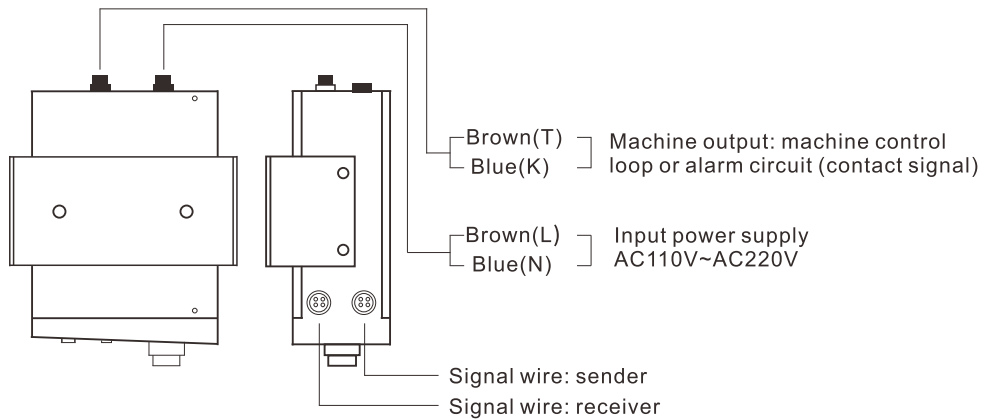 Brown(T)
Blue(K)
Machine output: machine control
loop or alarm circuit (contact signal)
Brown(L)
Blue(N)
Input power supply
AC110V~AC220V
Signal wire: sender
Signal wire: receiver